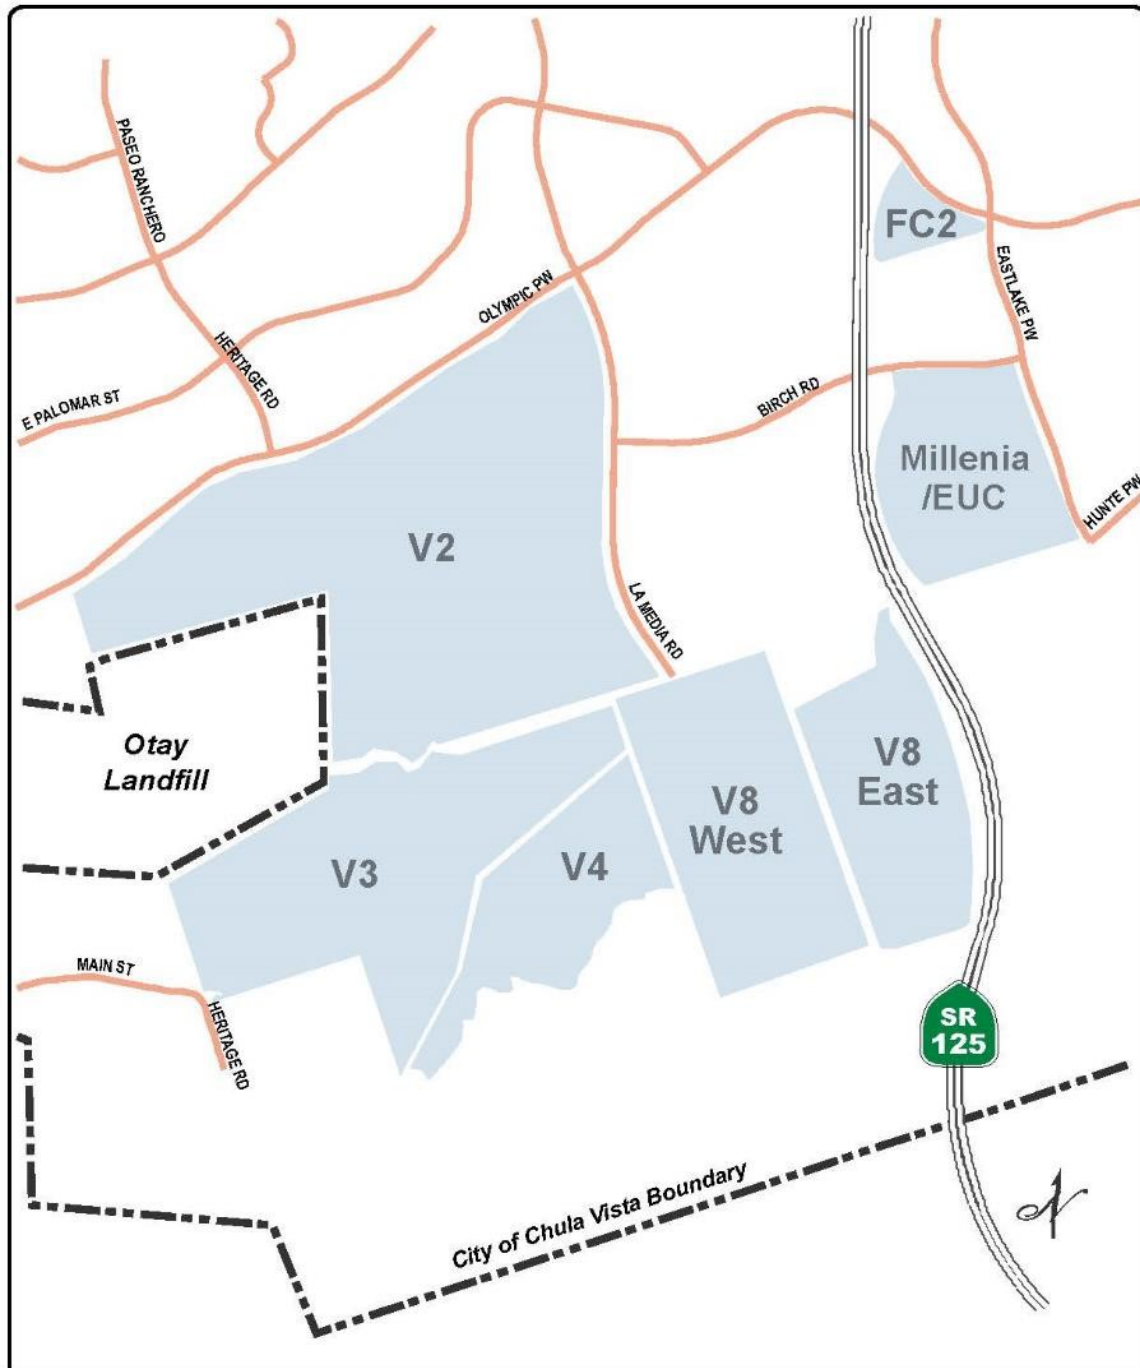 PASEO RANCHERO
FC2
EASTLAKE PW
OLYMPIC PW
HERITAGE RD
E PALOMAR ST
BIRCH RD
Millenia
/EUC
HUNTE PW
V2
LA MEDIA RD
Otay
Landfill
V8
East
V8
West
V3
V4
MAIN ST
HERITAGE RD
SR
125
City of Chula Vista Boundary